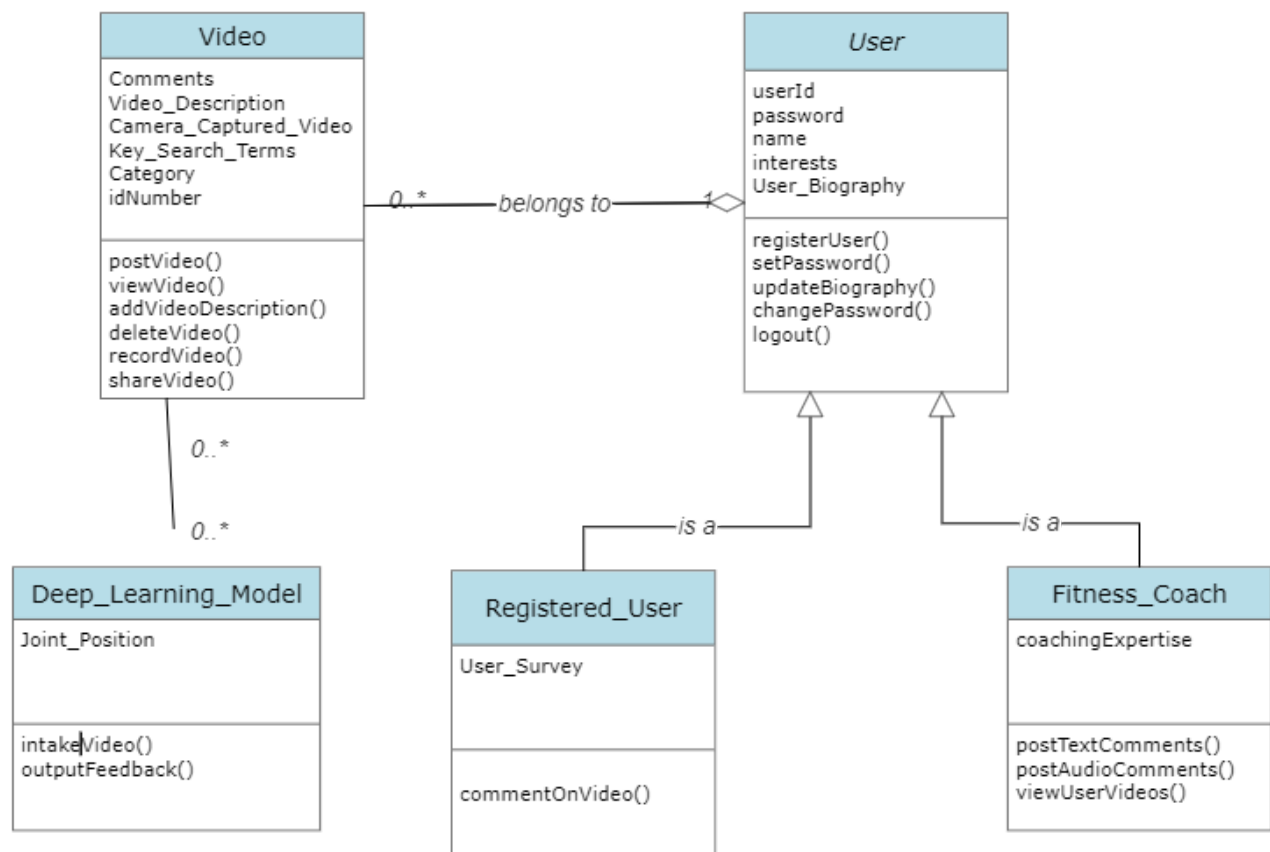 Video
Comments
Video_Description
Camera_Captured_Video
Key_Search_Terms
Category
idNumber
postVideo()
viewVideo()
addVideoDescription()
deleteVideo()
recordVideo()
shareVideo()
0..*
belongs to
1
User
userId
password
name
interests
User_Biography
registerUser()
setPassword()
updateBiography()
changePassword()
logout()
0..*
0..*
is a
is a
Deep_Learning_Model
Joint_Position
intakeVideo()
outputFeedback()
Registered_User
User_Survey
commentOnVideo()
Fitness_Coach
coachingExpertise
postTextComments()
postAudioComments()
viewUserVideos()